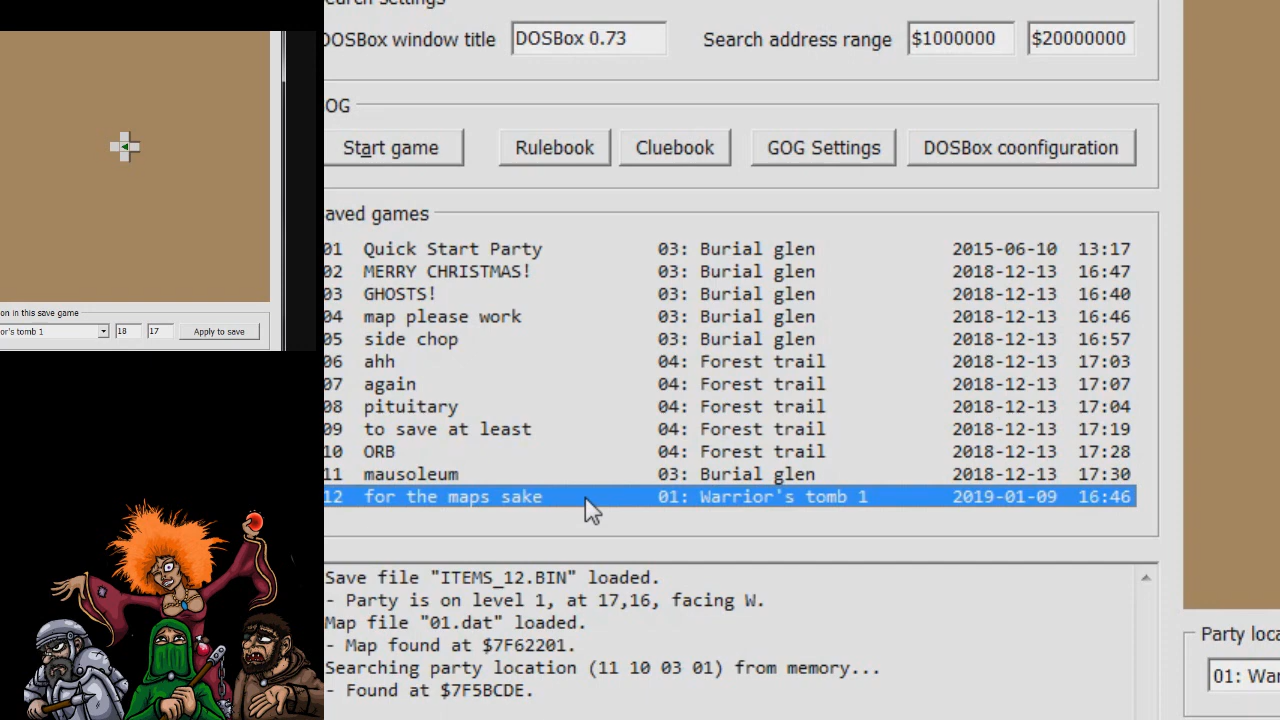 DOSBox window title DOSBox 0.73 Search address range $1000000 $20000000
Start game Rulebook Cluebook GOG Settings DOSBox coonfiguration
aved games
01 Quick Start Party 03: Burial glen 2015-06-10 13:17
02 MERRY CHRISTMAS! 03: Burial glen 2018-12-13 16:47
03 GHOSTS! 03: Burial glen 2018-12-13 16:40
04 map please work 03: Burial glen 2018-12-13 16:46
05 side chop 03: Burial glen 2018-12-13 16:57
06 ahh 04: Forest trail 2018-12-13 17:03
07 again 04: Forest trail 2018-12-13 17:07
08 pituitary 04: Forest trail 2018-12-13 17:04
09 to save at least 04: Forest trail 2018-12-13 17:19
10 ORB 04: Forest trail 2018-12-13 17:28
11 mausoleum 03: Burial glen 2018-12-13 17:30
12 for the maps sake 01: Warrior's tomb 1 2019-01-09 16:46
Save file "ITEMS_12.BIN" loaded.
- Party is on level 1, at 17,16, facing W.
Map file "01.dat" loaded.
- Map found at $7F62201.
Searching party location (11 10 03 01) from memory...
- Found at $7F5BCDE.
on in this save game
or's tomb 1 18 17 Apply to save
Party loca
01: War